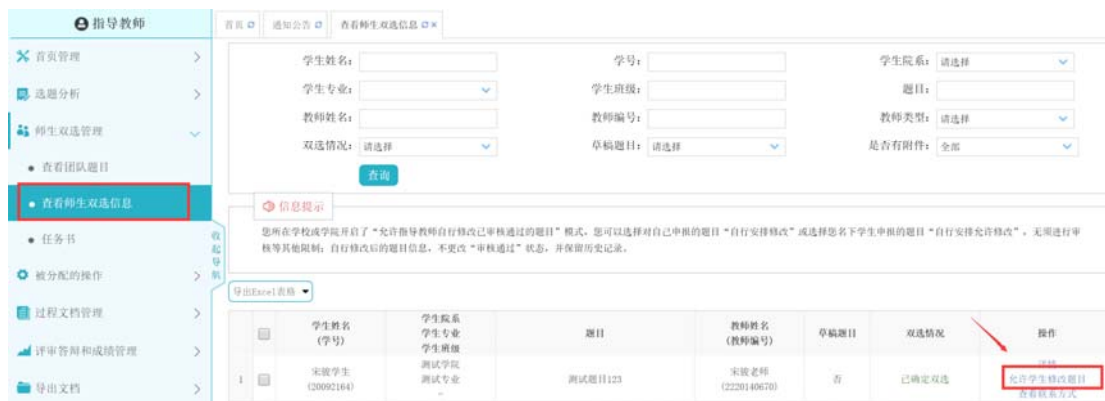 指导教师
首页 通知公告 查看师生双选信息
首页管理
选题分析
师生双选管理
查看团队题目
查看师生双选信息
任务书
被分配的操作
过程文档管理
评审答辩和成绩管理
导出文档
收起导航
学生姓名： 学号： 学生院系： 请选择
学生专业： 学生班级： 题目：
教师姓名： 教师编号： 教师类型： 请选择
双选情况： 请选择 草稿题目： 请选择 是否有附件： 全部
查询
信息提示
您所在学校或学院开启了“允许指导教师自行修改已审核通过的题目”模式，您可以选择对自己申报的题目“自行安排修改”或选择您名下学生申报的题目“自行安排允许修改”。无须进行审
核等其他限制；自行修改后的题目信息，不更改“审核通过”状态，并保留历史记录。
导出Excel表格
学生姓名
(学号)
学生院系
学生专业
学生班级
题目
教师姓名
(教师编号)
草稿题目
双选情况
操作
1
宋骏学生
(20092164)
测试学院
测试专业
-
测试题目123
宋骏老师
(2220140670)
否
已确定双选
详情
允许学生修改题目
查看联系方式